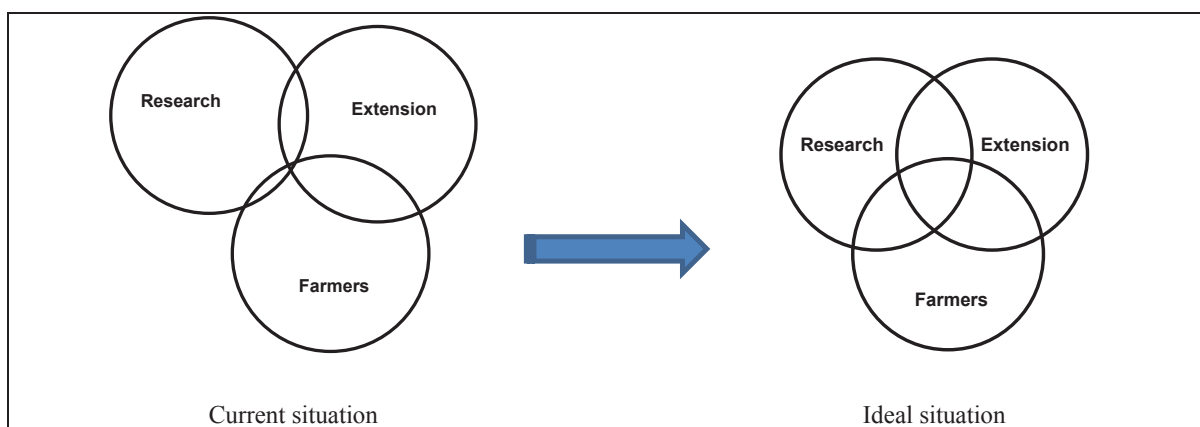 Research
Extension
Farmers
Research
Extension
Farmers
Current situation
Ideal situation